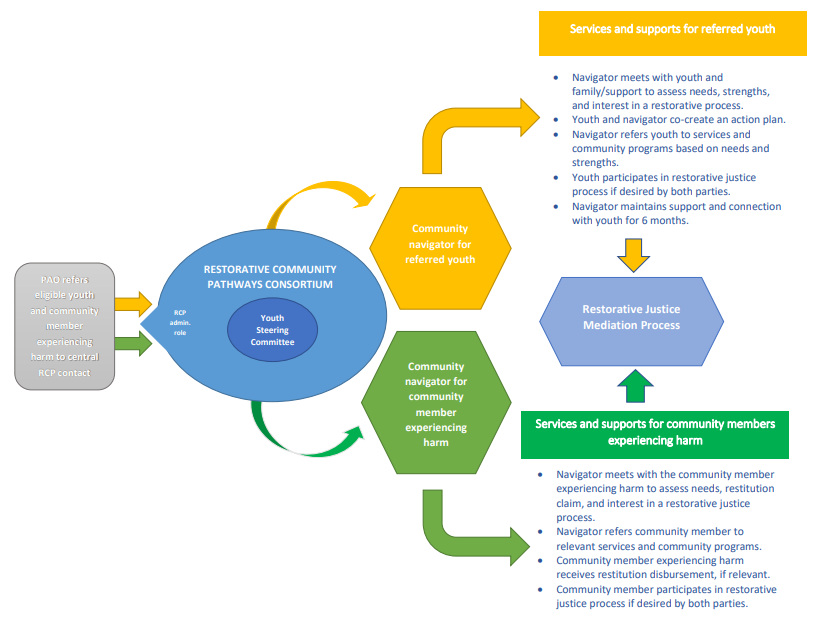 PAO refers
eligible youth
and community
member
experiencing
harm to central
RCP contact
RCP
admin.
role
RESTORATIVE COMMUNITY
PATHWAYS CONSORTIUM
Youth
Steering
Committee
Community
navigator for
referred youth
Community
navigator for
community
member
experiencing
harm
Services and supports for referred youth
• Navigator meets with youth and
family/support to assess needs, strengths,
and interest in a restorative process.
• Youth and navigator co-create an action plan.
• Navigator refers youth to services and
community programs based on needs and
strengths.
• Youth participates in restorative justice
process if desired by both parties.
• Navigator maintains support and connection
with youth for 6 months.
Restorative Justice
Mediation Process
Services and supports for community members
experiencing harm
• Navigator meets with the community member
experiencing harm to assess needs, restitution
claim, and interest in a restorative justice
process.
• Navigator refers community member to
relevant services and community programs.
• Community member experiencing harm
receives restitution disbursement, if relevant.
• Community member participates in restorative
justice process if desired by both parties.